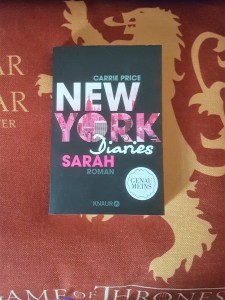 CARRIE PRICE
NEW
YORK
Diaries
SARAH
ROMAN
GENAU
MEINS
KNAUR
GAME OF THRONES